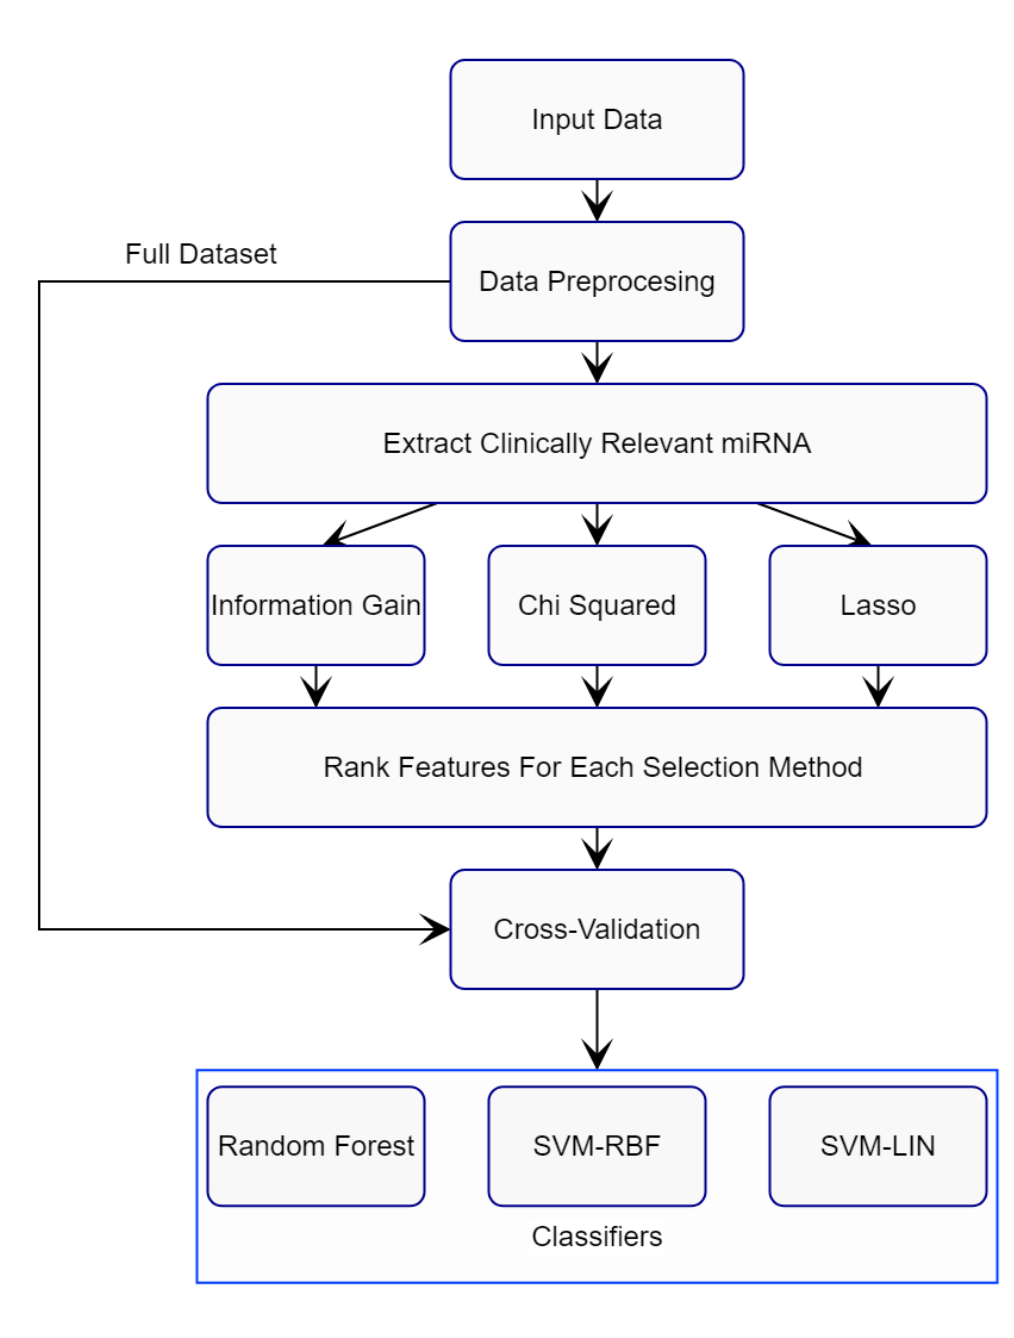 Input Data
Full Dataset
Data Preprocesing
Extract Clinically Relevant miRNA
Information Gain
Chi Squared
Lasso
Rank Features For Each Selection Method
Cross-Validation
Random Forest
SVM-RBF
SVM-LIN
Classifiers